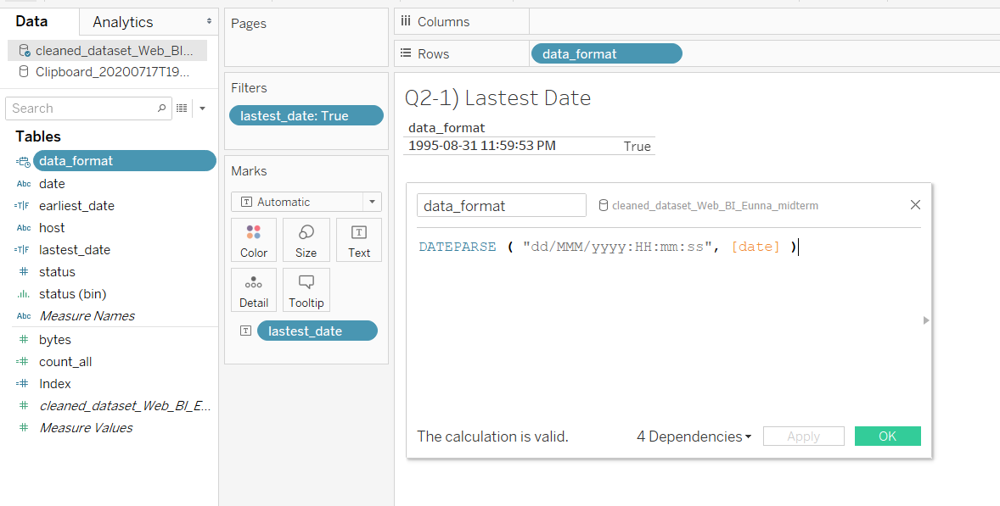 Data
Analytics
cleaned_dataset_Web_BI...
Clipboard_20200717T19...
Search
Tables
data_format
Abc date
=T|F earliest_date
Abc host
=T|F lastest_date
# status
status (bin)
Abc Measure Names
# bytes
=# count_all
=# Index
# cleaned_dataset_Web_BI_E...
# Measure Values
Pages
Filters
lastest_date: True
Marks
T Automatic
Color Size T Text
Detail Tooltip
T lastest_date
Columns
Rows data_format
Q2-1) Lastest Date
data_format
1995-08-31 11:59:53 PM True
data_format cleaned_dataset_Web_BI_Eunna_midterm
DATEPARSE ( "dd/MMM/yyyy:HH:mm:ss", [date] )
The calculation is valid. 4 Dependencies Apply OK